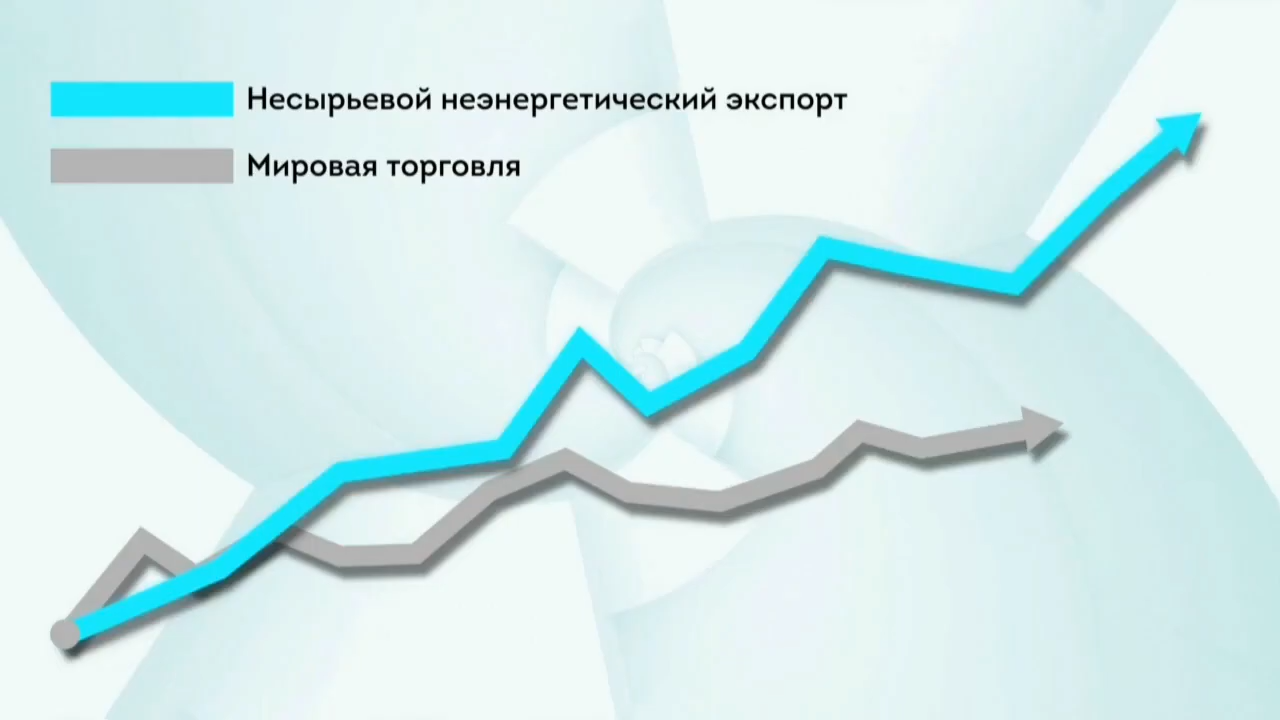 Несырьевой неэнергетический экспорт
Мировая торговля